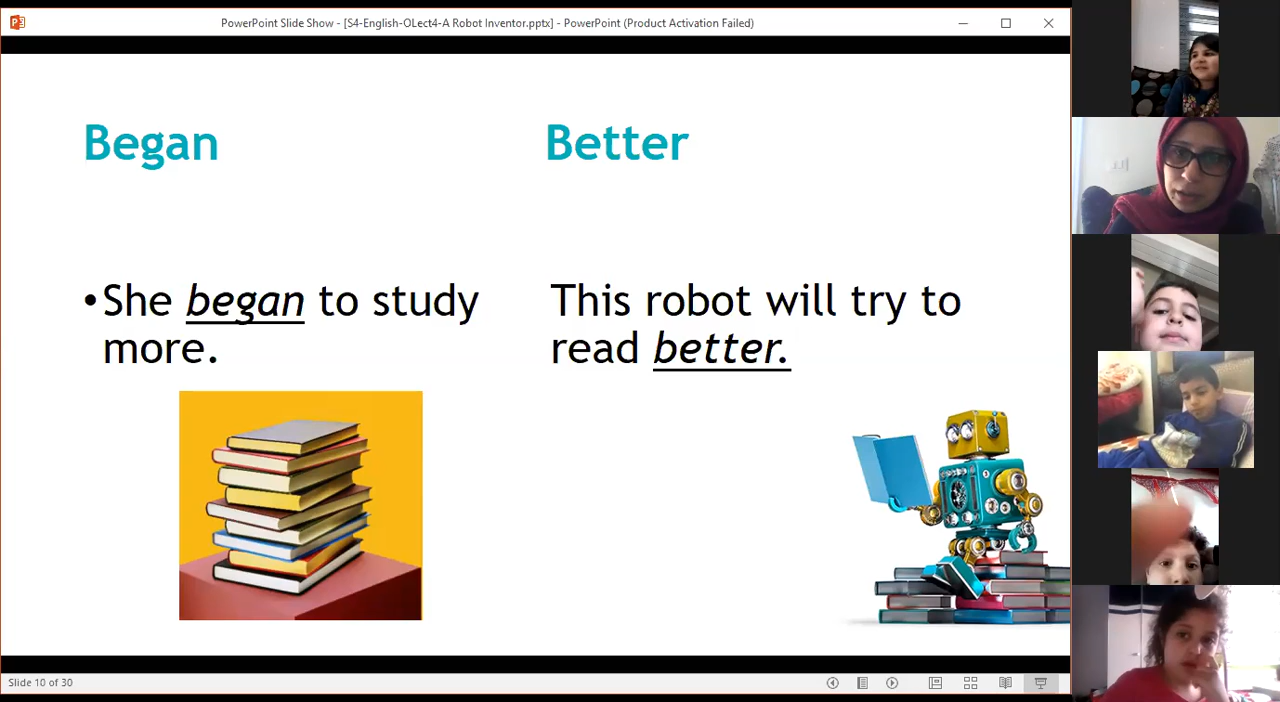 PowerPoint Slide Show - [S4-English-OLect4-A Robot Inventor.pptx] - PowerPoint (Product Activation Failed)
Began
Better
•She began to study
more.
This robot will try to
read better.
Slide 10 of 30